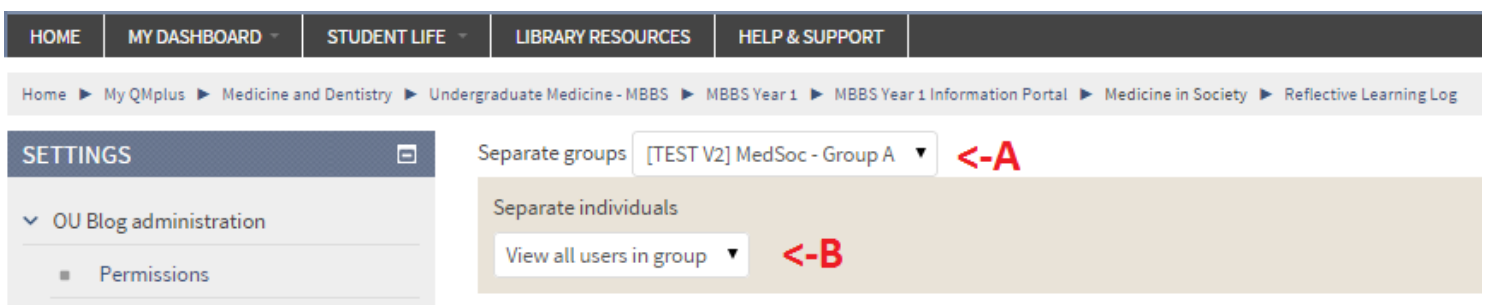 HOME MY DASHBOARD STUDENT LIFE LIBRARY RESOURCES HELP & SUPPORT
Home ► My QMplus ► Medicine and Dentistry ► Undergraduate Medicine - MBBS ► MBBS Year 1 ► MBBS Year 1 Information Portal ► Medicine in Society ► Reflective Learning Log
SETTINGS
Separate groups [TEST V2] MedSoc - Group A <-A
OU Blog administration
Permissions
Separate individuals
View all users in group <-B